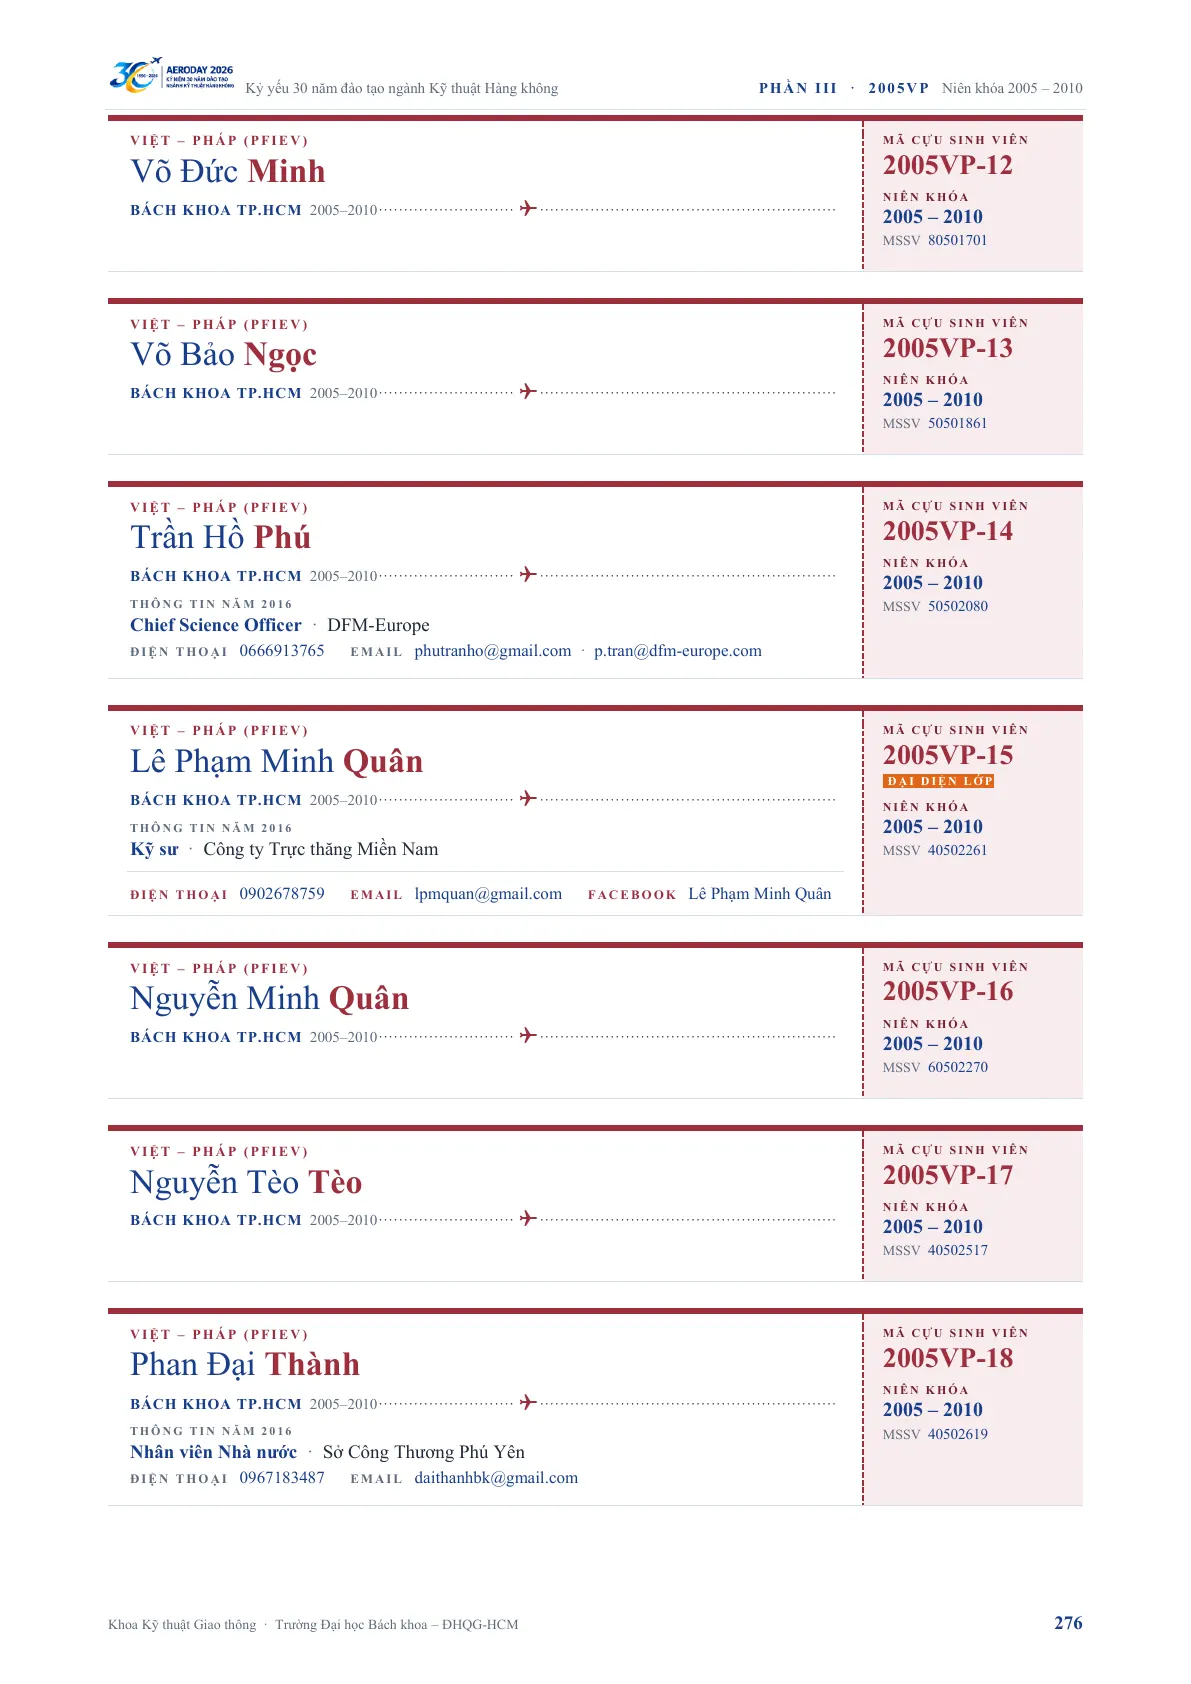 30 1996 - 2026 AERODAY 2026
KỶ NIỆM 30 NĂM ĐÀO TẠO
NGÀNH KỸ THUẬT HÀNG KHÔNG
Kỷ yếu 30 năm đào tạo ngành Kỹ thuật Hàng không
PHẦN III · 2005VP Niên khóa 2005 – 2010
VIỆT – PHÁP (PFIEV)
Võ Đức Minh
BÁCH KHOA TP.HCM 2005–2010
MÃ CỰU SINH VIÊN
2005VP-12
NIÊN KHÓA
2005 – 2010
MSSV 80501701
VIỆT – PHÁP (PFIEV)
Võ Bảo Ngọc
BÁCH KHOA TP.HCM 2005–2010
MÃ CỰU SINH VIÊN
2005VP-13
NIÊN KHÓA
2005 – 2010
MSSV 50501861
VIỆT – PHÁP (PFIEV)
Trần Hồ Phú
BÁCH KHOA TP.HCM 2005–2010
THÔNG TIN NĂM 2016
Chief Science Officer · DFM-Europe
ĐIỆN THOẠI 0666913765 EMAIL phutranho@gmail.com · p.tran@dfm-europe.com
MÃ CỰU SINH VIÊN
2005VP-14
NIÊN KHÓA
2005 – 2010
MSSV 50502080
VIỆT – PHÁP (PFIEV)
Lê Phạm Minh Quân
BÁCH KHOA TP.HCM 2005–2010
THÔNG TIN NĂM 2016
Kỹ sư · Công ty Trực thăng Miền Nam
ĐIỆN THOẠI 0902678759 EMAIL lpmquan@gmail.com FACEBOOK Lê Phạm Minh Quân
MÃ CỰU SINH VIÊN
2005VP-15
ĐẠI DIỆN LỚP
NIÊN KHÓA
2005 – 2010
MSSV 40502261
VIỆT – PHÁP (PFIEV)
Nguyễn Minh Quân
BÁCH KHOA TP.HCM 2005–2010
MÃ CỰU SINH VIÊN
2005VP-16
NIÊN KHÓA
2005 – 2010
MSSV 60502270
VIỆT – PHÁP (PFIEV)
Nguyễn Tèo Tèo
BÁCH KHOA TP.HCM 2005–2010
MÃ CỰU SINH VIÊN
2005VP-17
NIÊN KHÓA
2005 – 2010
MSSV 40502517
VIỆT – PHÁP (PFIEV)
Phan Đại Thành
BÁCH KHOA TP.HCM 2005–2010
THÔNG TIN NĂM 2016
Nhân viên Nhà nước · Sở Công Thương Phú Yên
ĐIỆN THOẠI 0967183487 EMAIL daithanhbk@gmail.com
MÃ CỰU SINH VIÊN
2005VP-18
NIÊN KHÓA
2005 – 2010
MSSV 40502619
Khoa Kỹ thuật Giao thông · Trường Đại học Bách khoa – ĐHQG-HCM
276